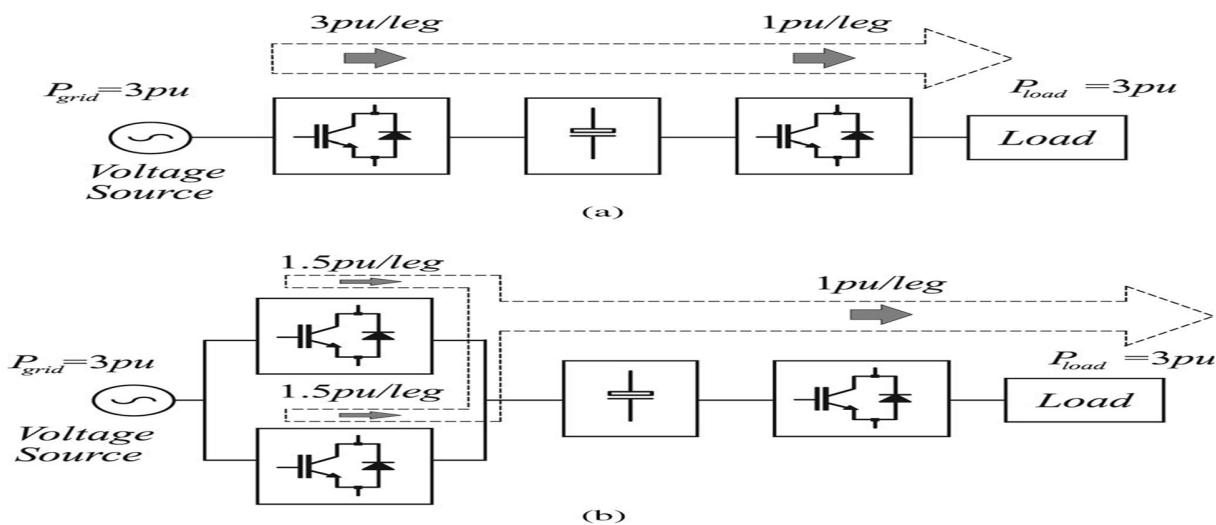 3pu/leg 1pu/leg
P_grid=3pu P_load =3pu
Load
Voltage
Source
(a)
1.5pu/leg
1pu/leg
P_grid=3pu P_load =3pu
1.5pu/leg
Load
Voltage
Source
(b)